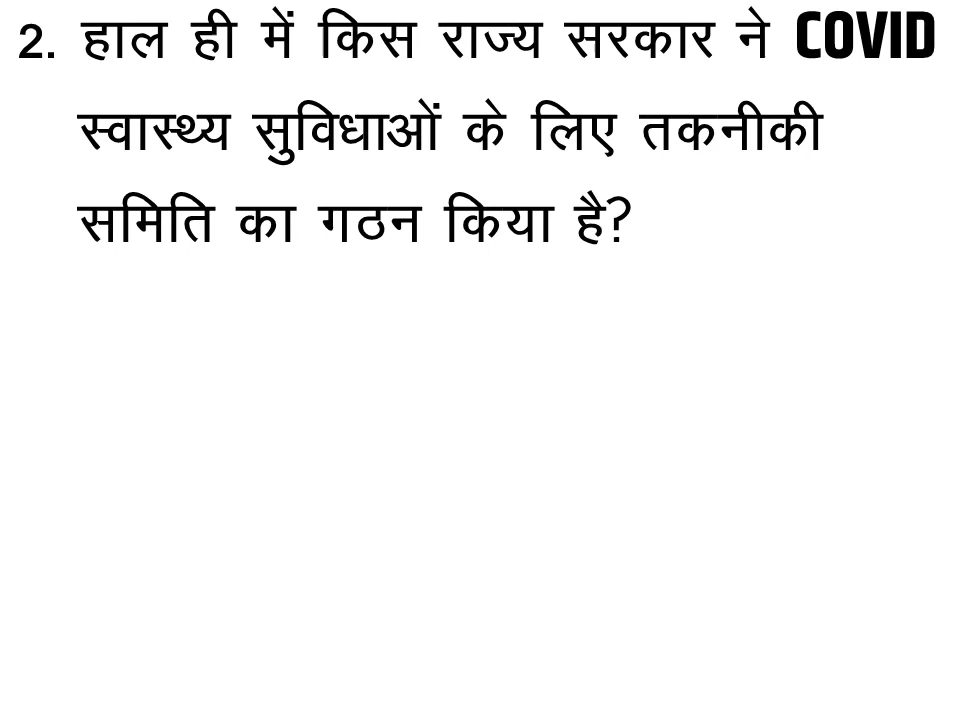 2. हाल ही में किस राज्य सरकार ने COVID
स्वास्थ्य सुविधाओं के लिए तकनीकी
समिति का गठन किया है?